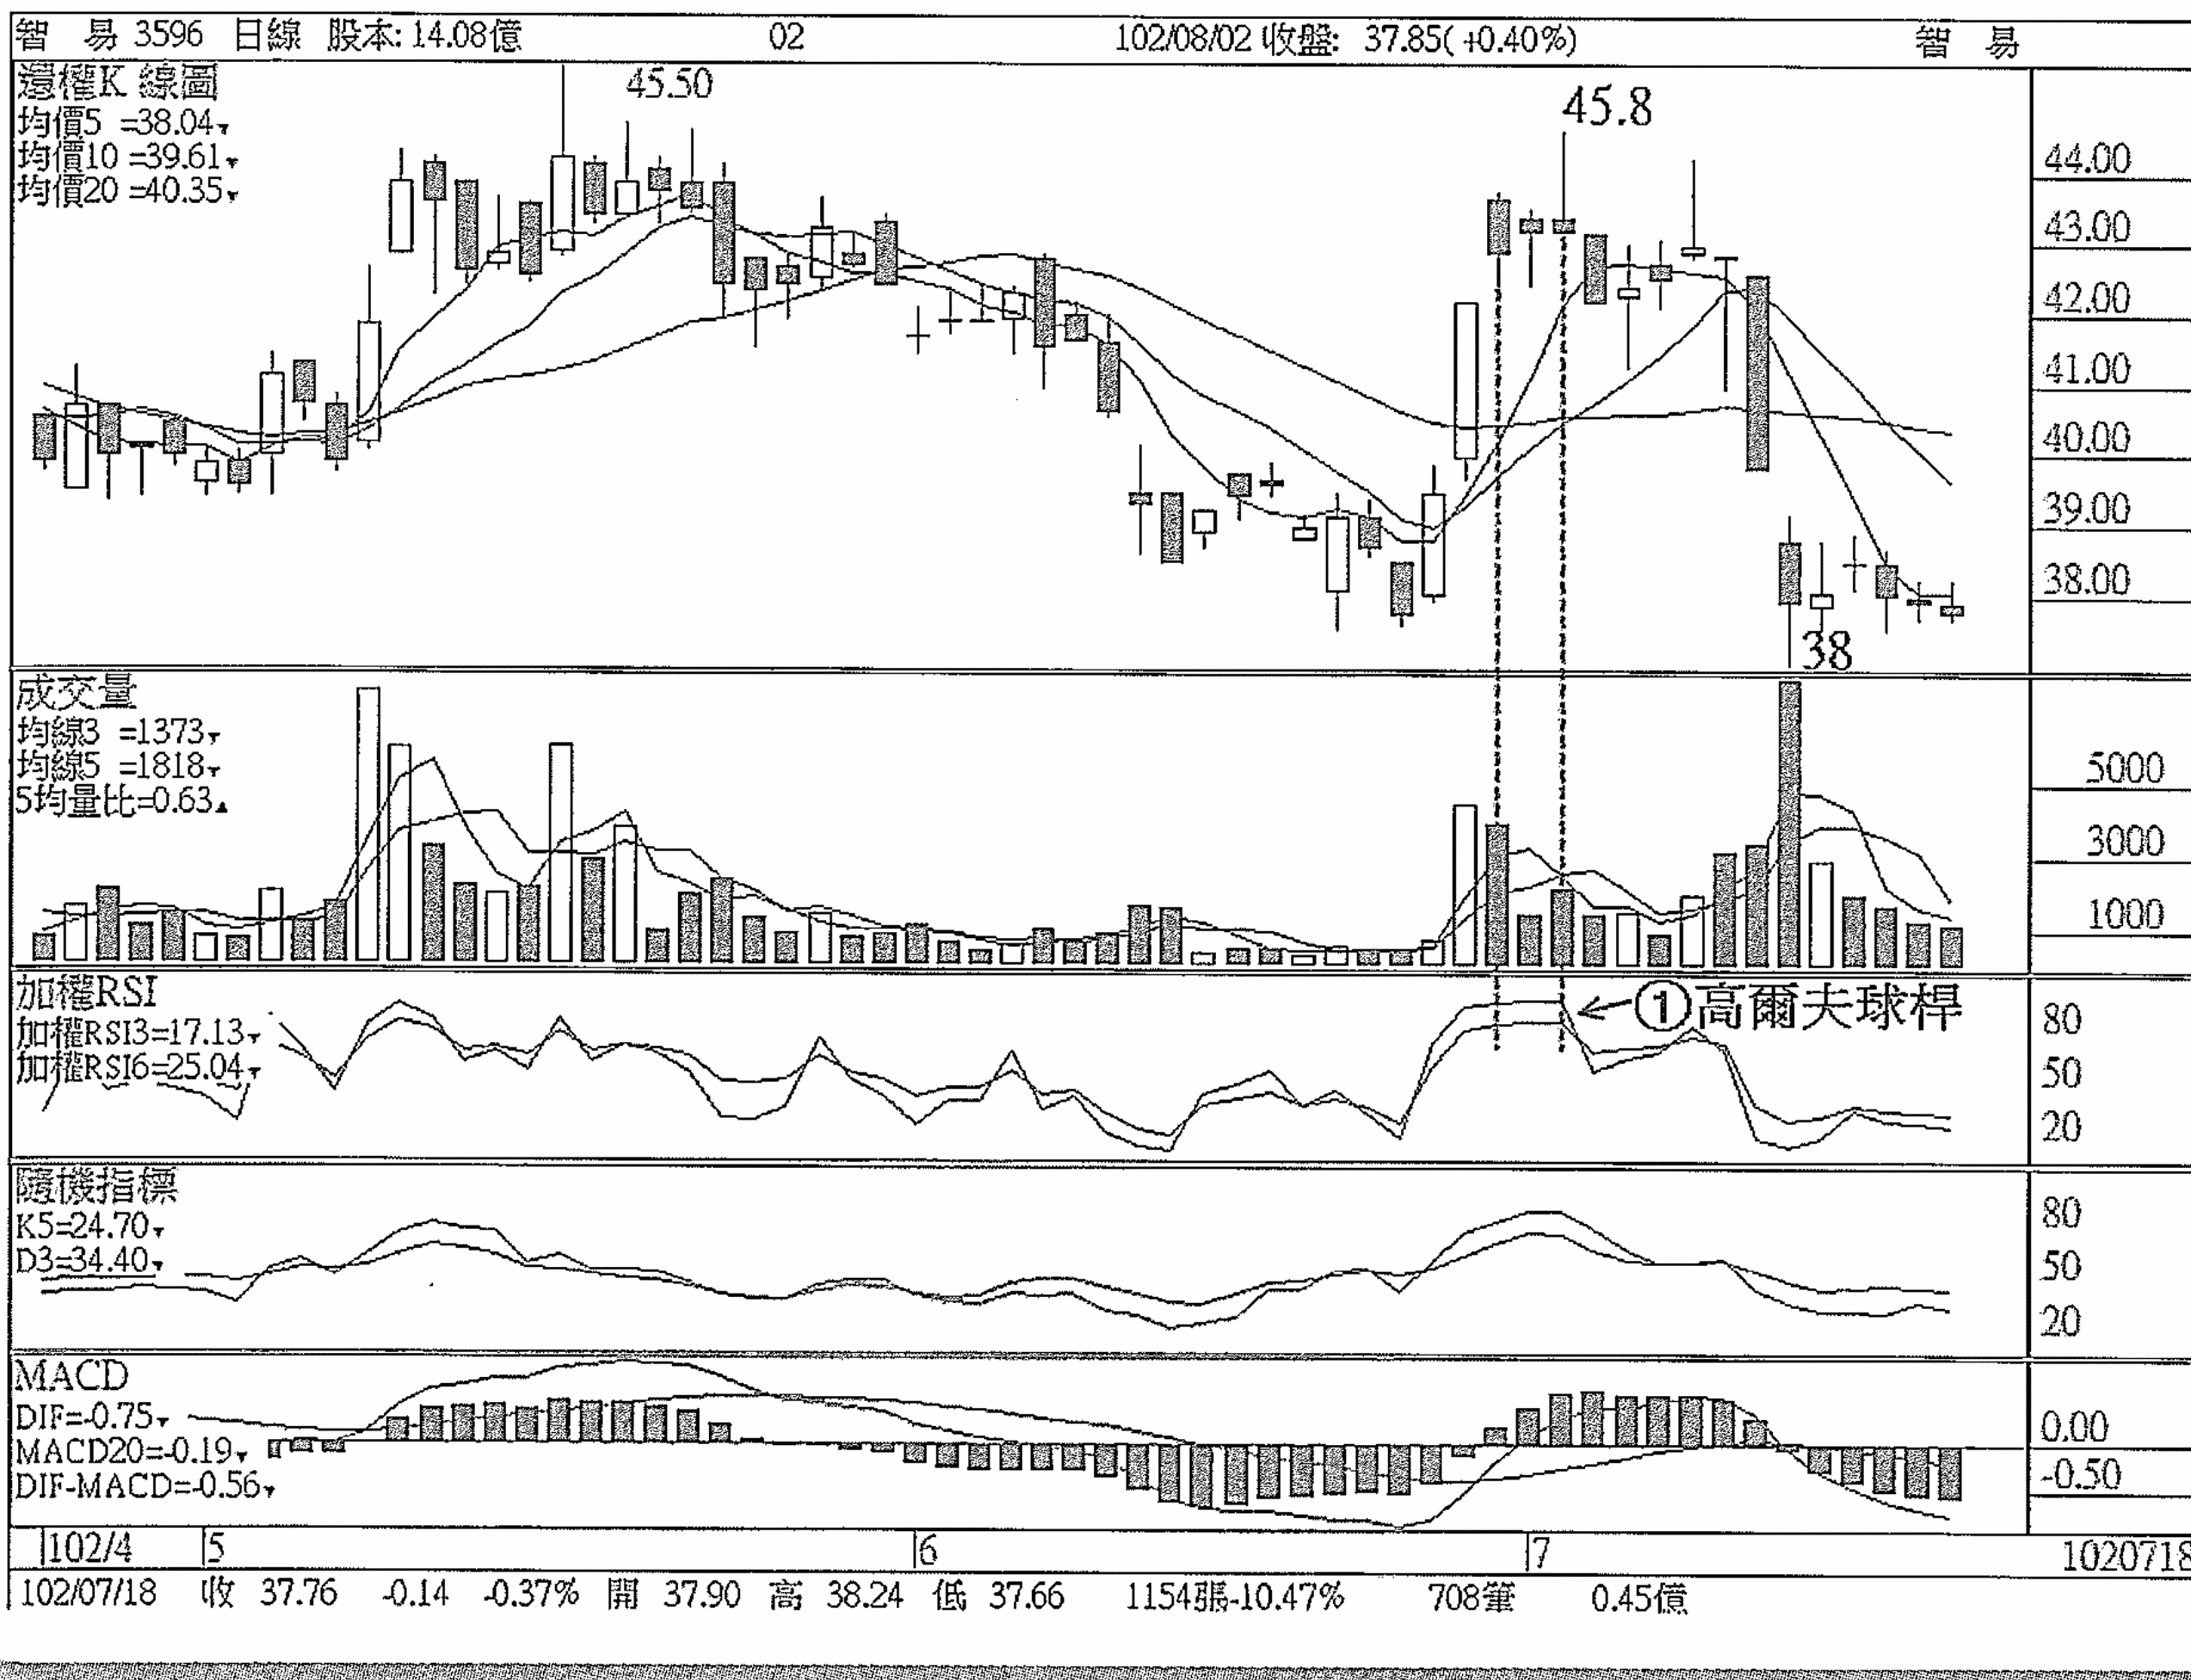 智 易 3596 日線 股本: 14.08億 02 102/08/02 收盤: 37.85( +0.40%) 智 易
還權K 線圖
均價5 =38.04▼
均價10 =39.61▼
均價20 =40.35▼
45.50
45.8
44.00
43.00
42.00
41.00
40.00
39.00
38.00
38
成交量
均線3 =1373▼
均線5 =1818▼
5均量比=0.63▲
5000
3000
1000
加權RSI
加權RSI3=17.13▼
加權RSI6=25.04▼
①高爾夫球桿
80
50
20
隨機指標
K5=24.70▼
D3=34.40▼
80
50
20
MACD
DIF=-0.75▼
MACD20=-0.19▼
DIF-MACD=-0.56▼
0.00
-0.50
102/4 5 6 7 1020718
102/07/18 收 37.76 -0.14 -0.37% 開 37.90 高 38.24 低 37.66 1154張-10.47% 708筆 0.45億